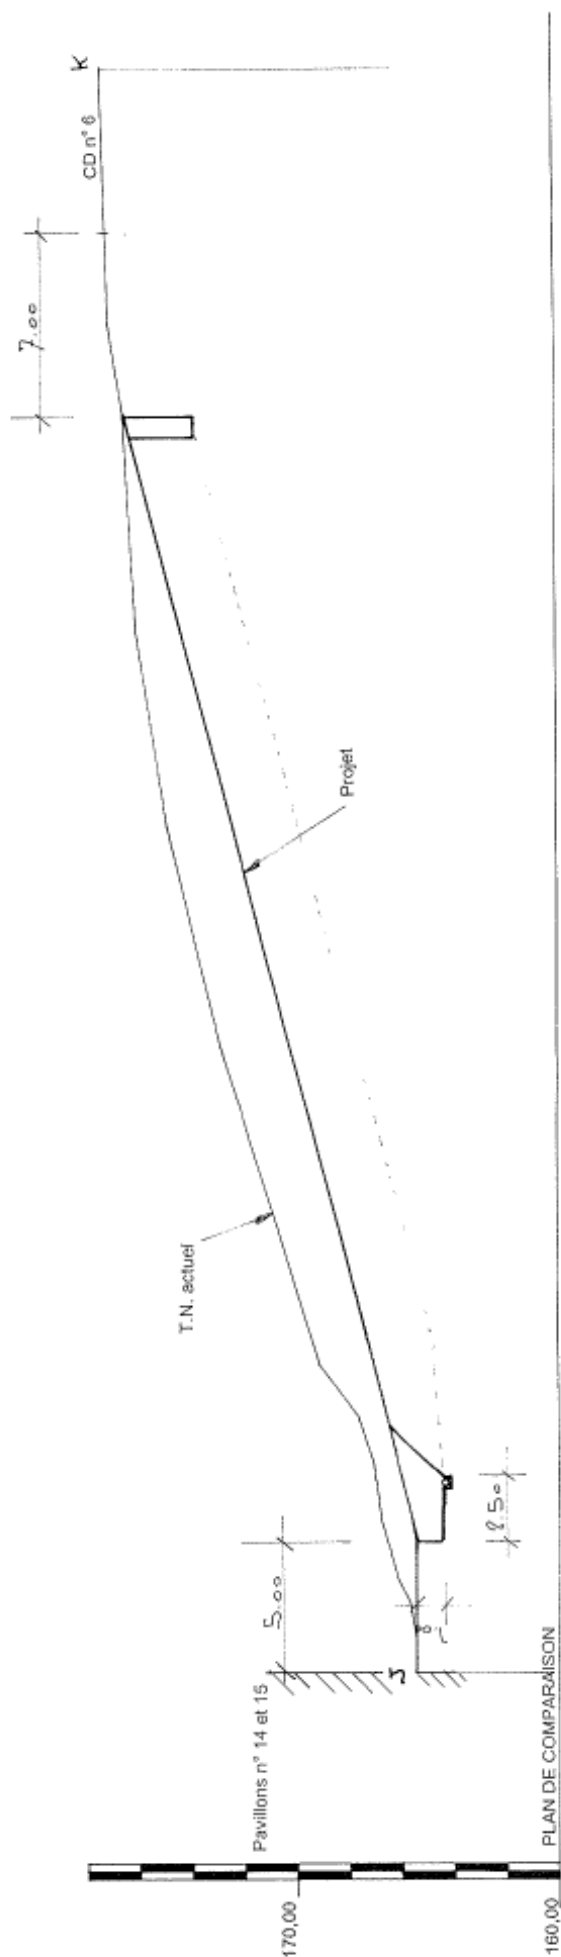 K
CD n° 6
7.00
Projet
T.N. actuel
5.00
2.50
J
Pavillons n° 14 et 15
PLAN DE COMPARAISON
170,00
160,00